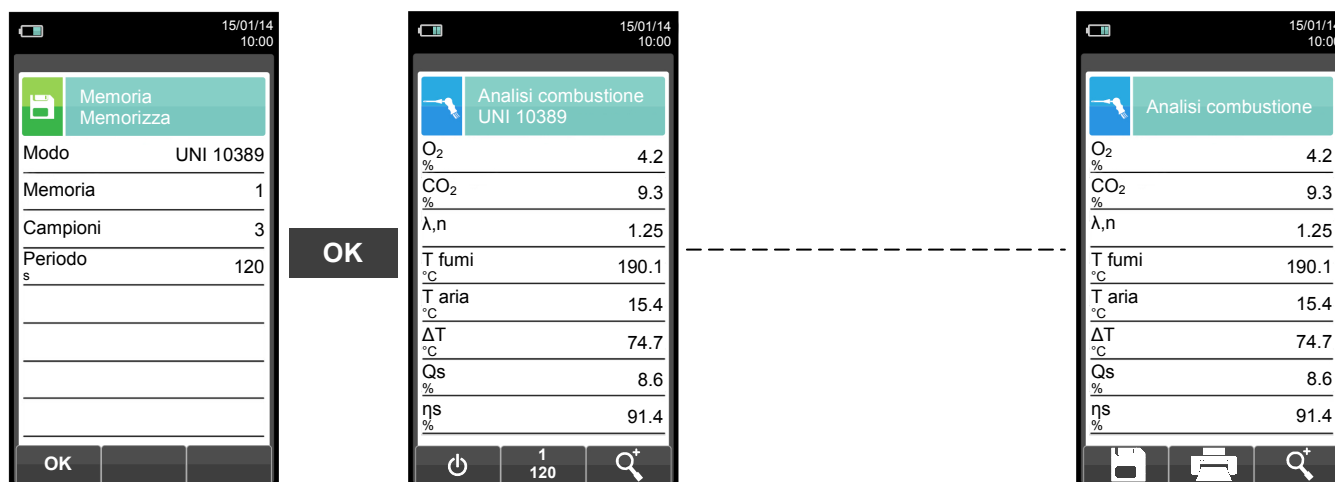 15/01/14
10:00
Memoria
Memorizza
Modo UNI 10389
Memoria 1
Campioni 3
Periodo
s
120
OK
OK
15/01/14
10:00
Analisi combustione
UNI 10389
O2
%
4.2
CO2
%
9.3
λ,n 1.25
T fumi
°C
190.1
T aria
°C
15.4
ΔT
°C
74.7
Qs
%
8.6
ηs
%
91.4
1
120
15/01/14
10:00
Analisi combustione
O2
%
4.2
CO2
%
9.3
λ,n 1.25
T fumi
°C
190.1
T aria
°C
15.4
ΔT
°C
74.7
Qs
%
8.6
ηs
%
91.4